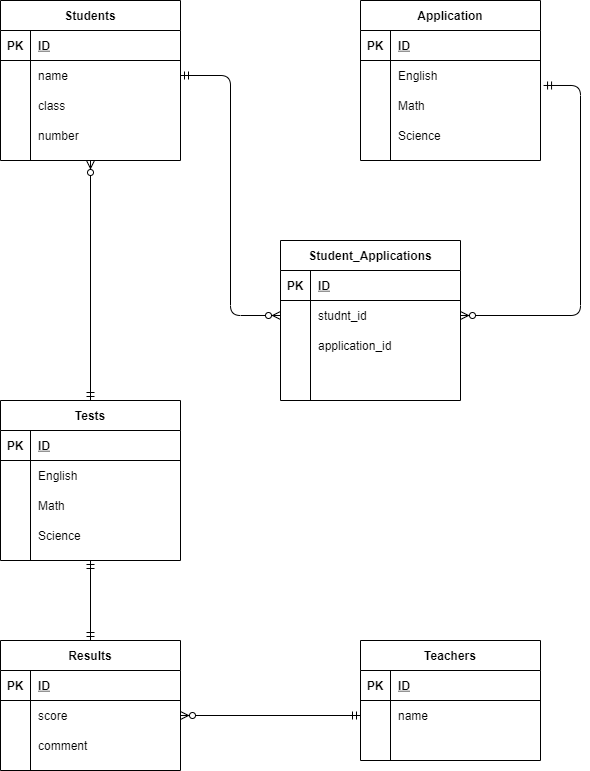 Students
PK ID
name
class
number
Application
PK ID
English
Math
Science
Student_Applications
PK ID
studnt_id
application_id
Tests
PK ID
English
Math
Science
Results
PK ID
score
comment
Teachers
PK ID
name